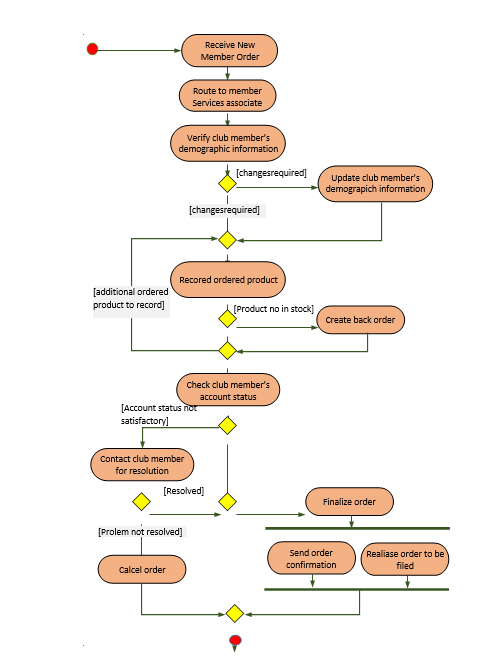 Receive New
Member Order
Route to member
Services associate
Verify club member's
demographic information
[changesrequired]
Update club member's
demograpich information
[changesrequired]
Recored ordered product
[additional ordered
product to record]
[Product no in stock]
Create back order
Check club member's
account status
[Account status not
satisfactory]
Contact club member
for resolution
[Resolved]
Finalize order
[Prolem not resolved]
Send order
confirmation
Realiase order to be
filed
Calcel order